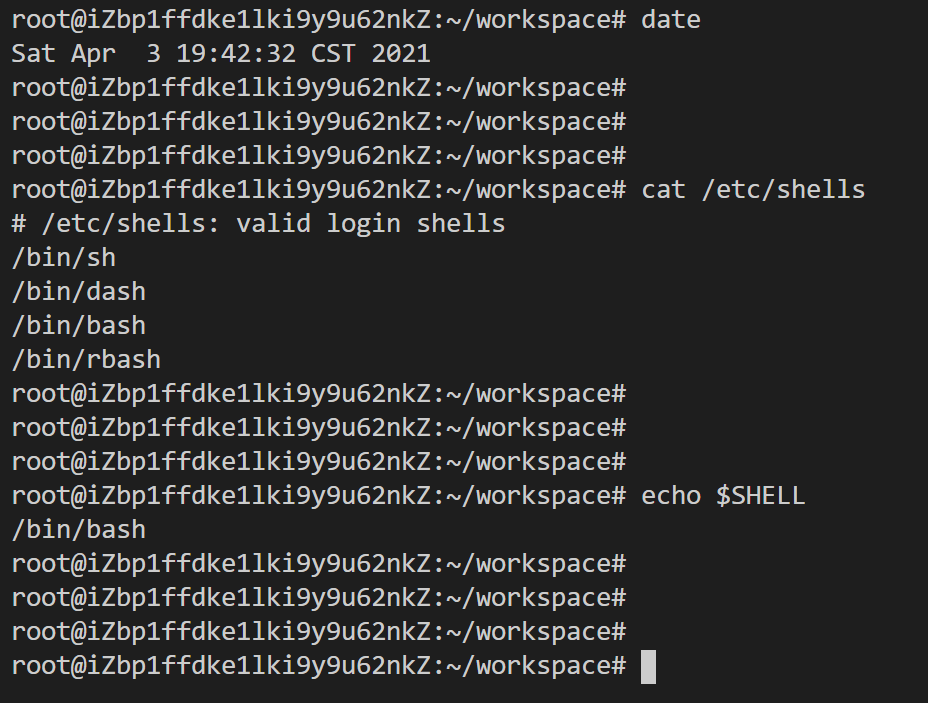 root@iZbp1ffdke1lki9y9u62nkZ:~/workspace# date
Sat Apr  3 19:42:32 CST 2021
root@iZbp1ffdke1lki9y9u62nkZ:~/workspace#
root@iZbp1ffdke1lki9y9u62nkZ:~/workspace#
root@iZbp1ffdke1lki9y9u62nkZ:~/workspace#
root@iZbp1ffdke1lki9y9u62nkZ:~/workspace# cat /etc/shells
# /etc/shells: valid login shells
/bin/sh
/bin/dash
/bin/bash
/bin/rbash
root@iZbp1ffdke1lki9y9u62nkZ:~/workspace#
root@iZbp1ffdke1lki9y9u62nkZ:~/workspace#
root@iZbp1ffdke1lki9y9u62nkZ:~/workspace#
root@iZbp1ffdke1lki9y9u62nkZ:~/workspace# echo $SHELL
/bin/bash
root@iZbp1ffdke1lki9y9u62nkZ:~/workspace#
root@iZbp1ffdke1lki9y9u62nkZ:~/workspace#
root@iZbp1ffdke1lki9y9u62nkZ:~/workspace#
root@iZbp1ffdke1lki9y9u62nkZ:~/workspace#